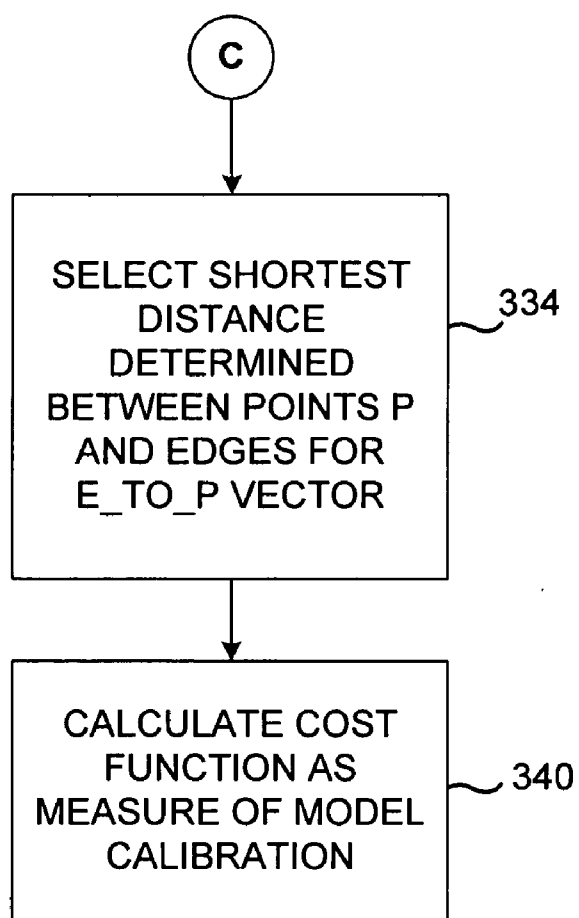 C
SELECT SHORTEST
DISTANCE
DETERMINED
BETWEEN POINTS P
AND EDGES FOR
E_TO_P VECTOR
334
CALCULATE COST
FUNCTION AS
MEASURE OF MODEL
CALIBRATION
340